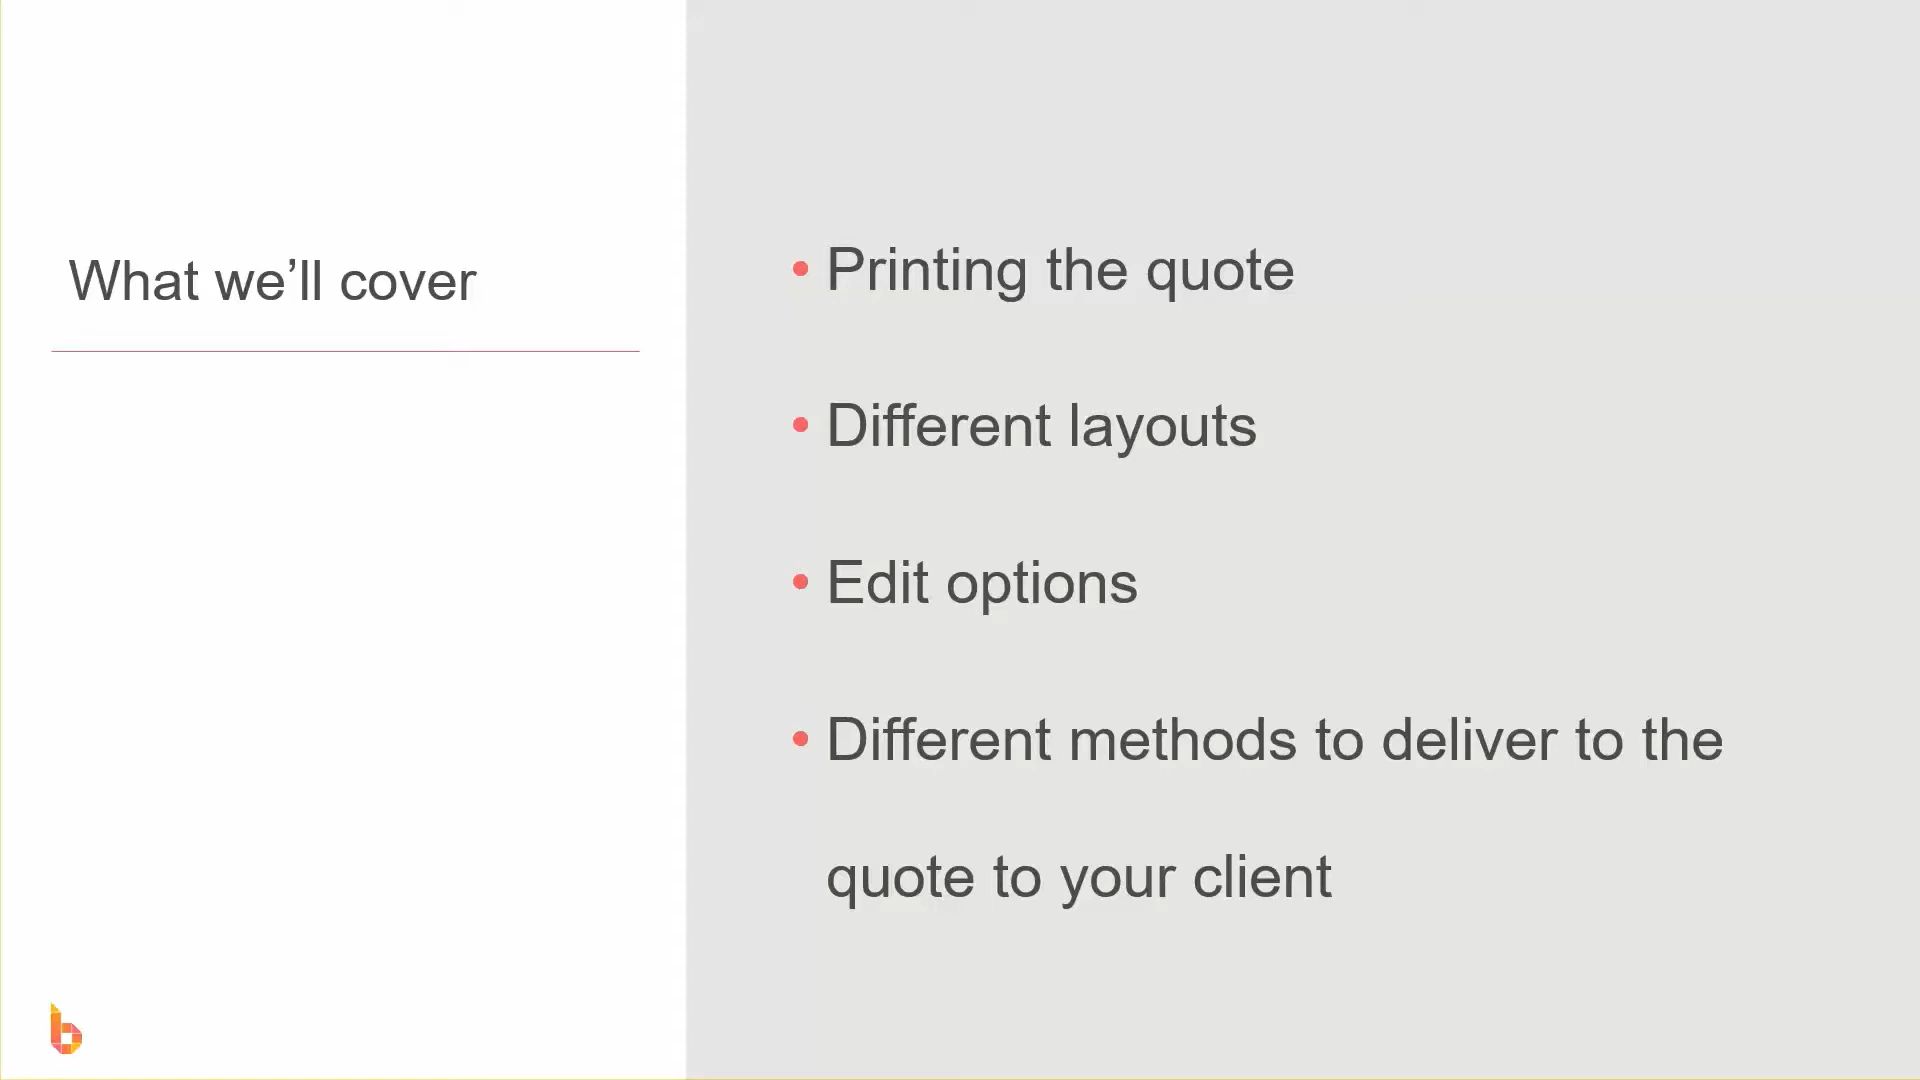 What we’ll cover
• Printing the quote
• Different layouts
• Edit options
• Different methods to deliver to the
quote to your client